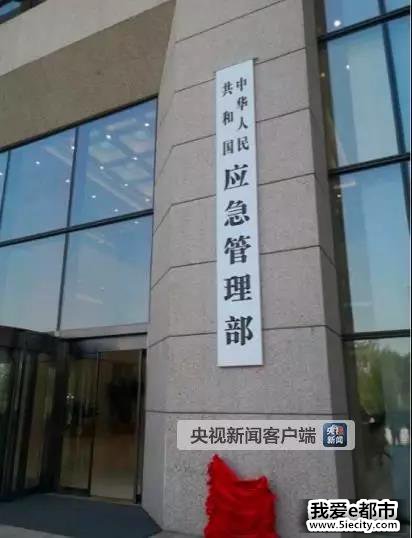 中华人民
共和国
应急管理部
央视新闻客户端
央视
新闻
我爱e都市
www.5iecity.com